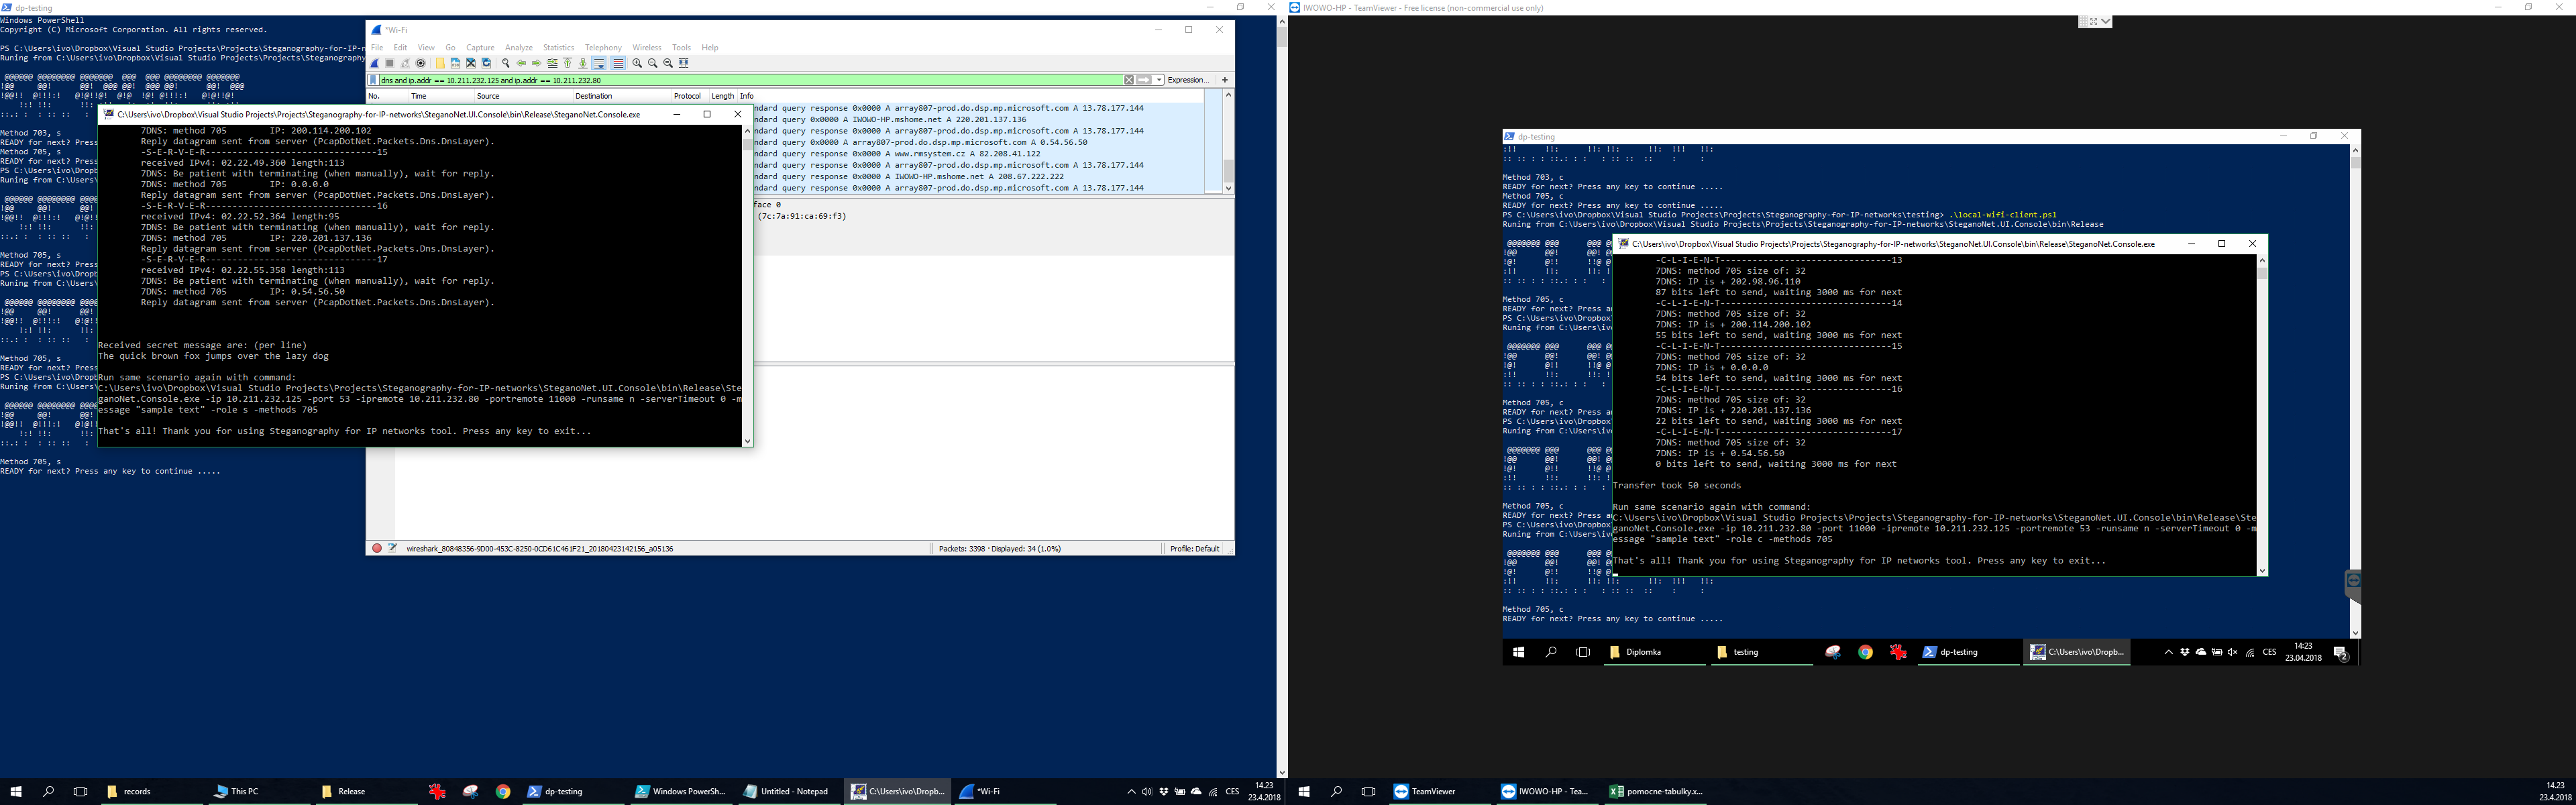 dp-testing
Windows PowerShell
Copyright (C) Microsoft Corporation. All rights reserved.
PS C:\Users\ivo\Dropbox\Visual Studio Projects\Projects\Steganography-for-IP-n
Runing from C:\Users\ivo\Dropbox\Visual Studio Projects\Projects\Steganography
Method 703, s
READY for next? Press
Method 705, s
READY for next? Press
PS C:\Users\ivo\Dropb
Runing from C:\Users\
Method 705, s
READY for next? Press
PS C:\Users\ivo\Dropb
Runing from C:\Users\
Method 705, s
READY for next? Press
PS C:\Users\ivo\Dropb
Runing from C:\Users\
Method 705, s
READY for next? Press any key to continue .....
*Wi-Fi
File Edit View Go Capture Analyze Statistics Telephony Wireless Tools Help
dns and ip.addr == 10.211.232.125 and ip.addr == 10.211.232.80
Expression... +
No. Time Source Destination Protocol Length Info
ndard query response 0x0000 A array807-prod.do.dsp.mp.microsoft.com A 13.78.177.144
ndard query 0x0000 A IWOWO-HP.mshome.net A 220.201.137.136
ndard query response 0x0000 A array807-prod.do.dsp.mp.microsoft.com A 13.78.177.144
ndard query response 0x0000 A array807-prod.do.dsp.mp.microsoft.com A 0.54.56.50
ndard query response 0x0000 A www.rmsystem.cz A 82.208.41.122
ndard query response 0x0000 A array807-prod.do.dsp.mp.microsoft.com A 13.78.177.144
ndard query response 0x0000 A IWOWO-HP.mshome.net A 208.67.222.222
ndard query response 0x0000 A array807-prod.do.dsp.mp.microsoft.com A 13.78.177.144
face 0
(7c:7a:91:ca:69:f3)
wireshark_80848356-9D00-453C-8250-0CD61C461F21_20180423142156_a05136
Packets: 3398 · Displayed: 34 (1.0%)
Profile: Default
C:\Users\ivo\Dropbox\Visual Studio Projects\Projects\Steganography-for-IP-networks\SteganoNet.UI.Console\bin\Release\SteganoNet.Console.exe
7DNS: method 705 IP: 200.114.200.102
Reply datagram sent from server (PcapDotNet.Packets.Dns.DnsLayer).
-S-E-R-V-E-R--------------------------------15
received IPv4: 02.22.49.360 length:113
7DNS: Be patient with terminating (when manually), wait for reply.
7DNS: method 705 IP: 0.0.0.0
Reply datagram sent from server (PcapDotNet.Packets.Dns.DnsLayer).
-S-E-R-V-E-R--------------------------------16
received IPv4: 02.22.52.364 length:95
7DNS: Be patient with terminating (when manually), wait for reply.
7DNS: method 705 IP: 220.201.137.136
Reply datagram sent from server (PcapDotNet.Packets.Dns.DnsLayer).
-S-E-R-V-E-R--------------------------------17
received IPv4: 02.22.55.358 length:113
7DNS: Be patient with terminating (when manually), wait for reply.
7DNS: method 705 IP: 0.54.56.50
Reply datagram sent from server (PcapDotNet.Packets.Dns.DnsLayer).
Received secret message are: (per line)
The quick brown fox jumps over the lazy dog
Run same scenario again with command:
C:\Users\ivo\Dropbox\Visual Studio Projects\Projects\Steganography-for-IP-networks\SteganoNet.UI.Console\bin\Release\Ste
ganoNet.Console.exe -ip 10.211.232.125 -port 53 -ipremote 10.211.232.80 -portremote 11000 -runsame n -serverTimeout 0 -m
essage "sample text" -role s -methods 705
That's all! Thank you for using Steganography for IP networks tool. Press any key to exit...
records
This PC
Release
dp-testing
Windows PowerSh...
Untitled - Notepad
C:\Users\ivo\Dropb...
*Wi-Fi
CES
14.23
23.4.2018
IWOWO-HP - TeamViewer - Free license (non-commercial use only)
dp-testing
Method 703, c
READY for next? Press any key to continue .....
Method 705, c
READY for next? Press any key to continue .....
PS C:\Users\ivo\Dropbox\Visual Studio Projects\Projects\Steganography-for-IP-networks\testing> .\local-wifi-client.ps1
Runing from C:\Users\ivo\Dropbox\Visual Studio Projects\Projects\Steganography-for-IP-networks\SteganoNet.UI.Console\bin\Release
Method 705, c
READY for next? Press a
PS C:\Users\ivo\Dropbox
Runing from C:\Users\iv
Method 705, c
READY for next? Press a
PS C:\Users\ivo\Dropbox
Runing from C:\Users\iv
Method 705, c
READY for next? Press a
PS C:\Users\ivo\Dropbox
Runing from C:\Users\iv
Method 705, c
READY for next? Press any key to continue .....
C:\Users\ivo\Dropbox\Visual Studio Projects\Projects\Steganography-for-IP-networks\SteganoNet.UI.Console\bin\Release\SteganoNet.Console.exe
-C-L-I-E-N-T--------------------------------13
7DNS: method 705 size of: 32
7DNS: IP is + 202.98.96.110
87 bits left to send, waiting 3000 ms for next
-C-L-I-E-N-T--------------------------------14
7DNS: method 705 size of: 32
7DNS: IP is + 200.114.200.102
55 bits left to send, waiting 3000 ms for next
-C-L-I-E-N-T--------------------------------15
7DNS: method 705 size of: 32
7DNS: IP is + 0.0.0.0
54 bits left to send, waiting 3000 ms for next
-C-L-I-E-N-T--------------------------------16
7DNS: method 705 size of: 32
7DNS: IP is + 220.201.137.136
22 bits left to send, waiting 3000 ms for next
-C-L-I-E-N-T--------------------------------17
7DNS: method 705 size of: 32
7DNS: IP is + 0.54.56.50
0 bits left to send, waiting 3000 ms for next
Transfer took 50 seconds
Run same scenario again with command:
C:\Users\ivo\Dropbox\Visual Studio Projects\Projects\Steganography-for-IP-networks\SteganoNet.UI.Console\bin\Release\Ste
ganoNet.Console.exe -ip 10.211.232.80 -port 11000 -ipremote 10.211.232.125 -portremote 53 -runsame n -serverTimeout 0 -m
essage "sample text" -role c -methods 705
That's all! Thank you for using Steganography for IP networks tool. Press any key to exit...
Diplomka
testing
dp-testing
C:\Users\ivo\Dropb...
CES
14:23
23.04.2018
2
TeamViewer
IWOWO-HP - Tea...
pomocne-tabulky.x...
14.23
23.4.2018